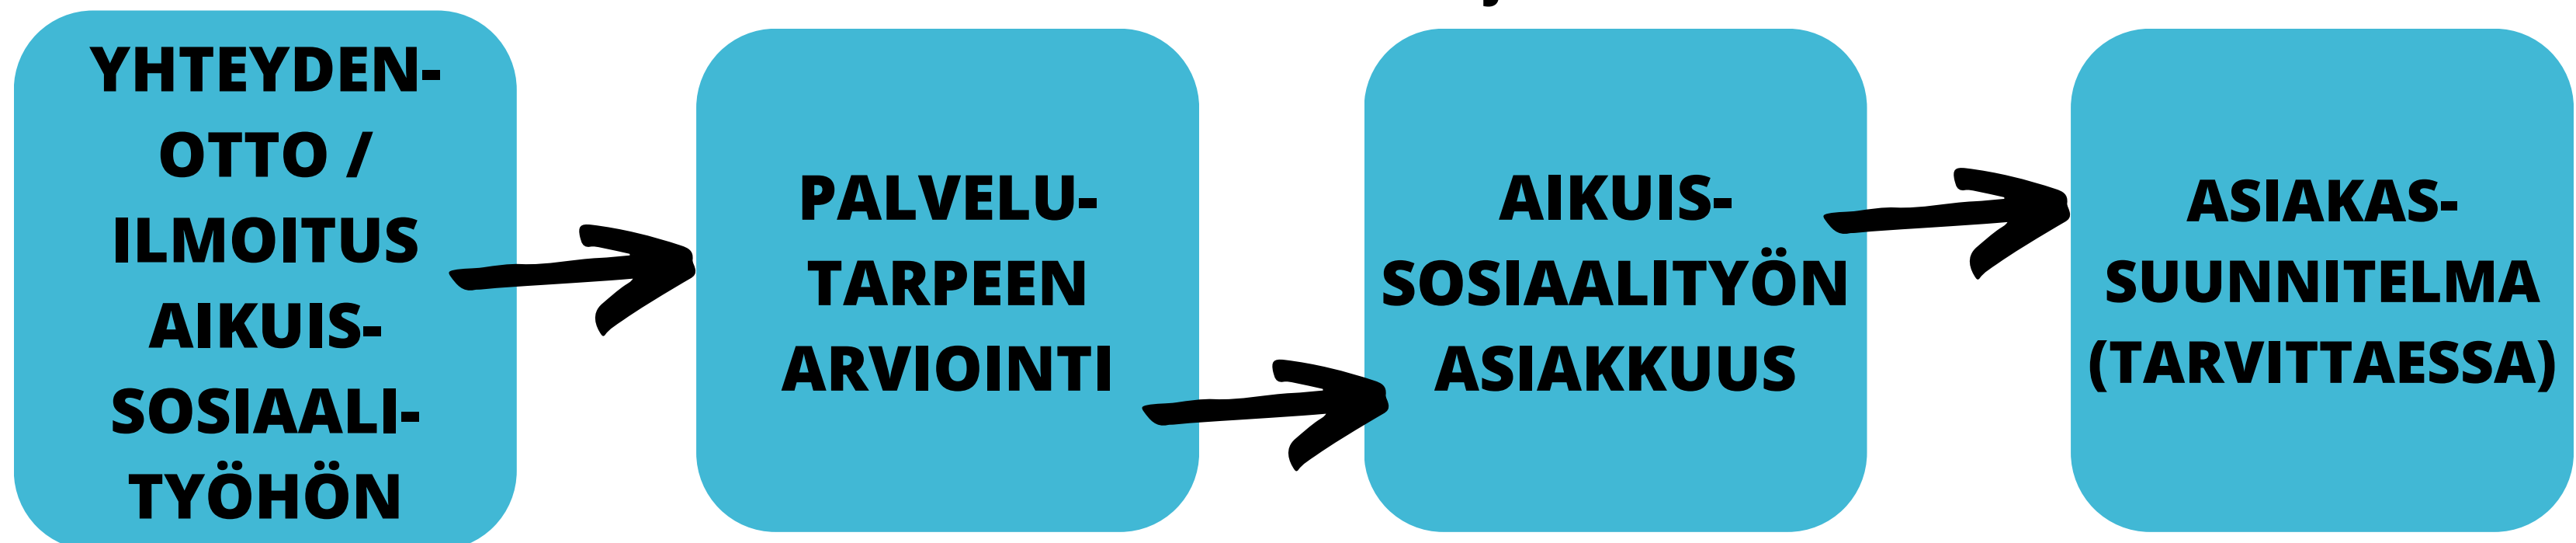 YHTEYDEN-
OTTO /
ILMOITUS
AIKUIS-
SOSIAALI-
TYÖHÖN
PALVELU-
TARPEEN
ARVIOINTI
AIKUIS-
SOSIAALITYÖN
ASIAKKUUS
ASIAKAS-
SUUNNITELMA
(TARVITTAESSA)